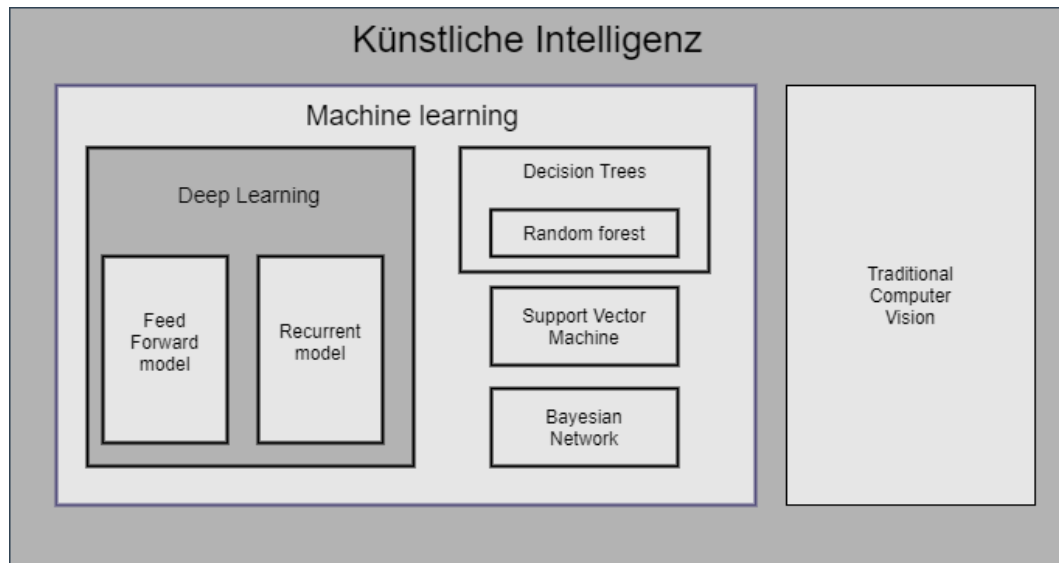 Künstliche Intelligenz
Machine learning
Deep Learning
Feed
Forward
model
Recurrent
model
Decision Trees
Random forest
Support Vector
Machine
Bayesian
Network
Traditional
Computer
Vision